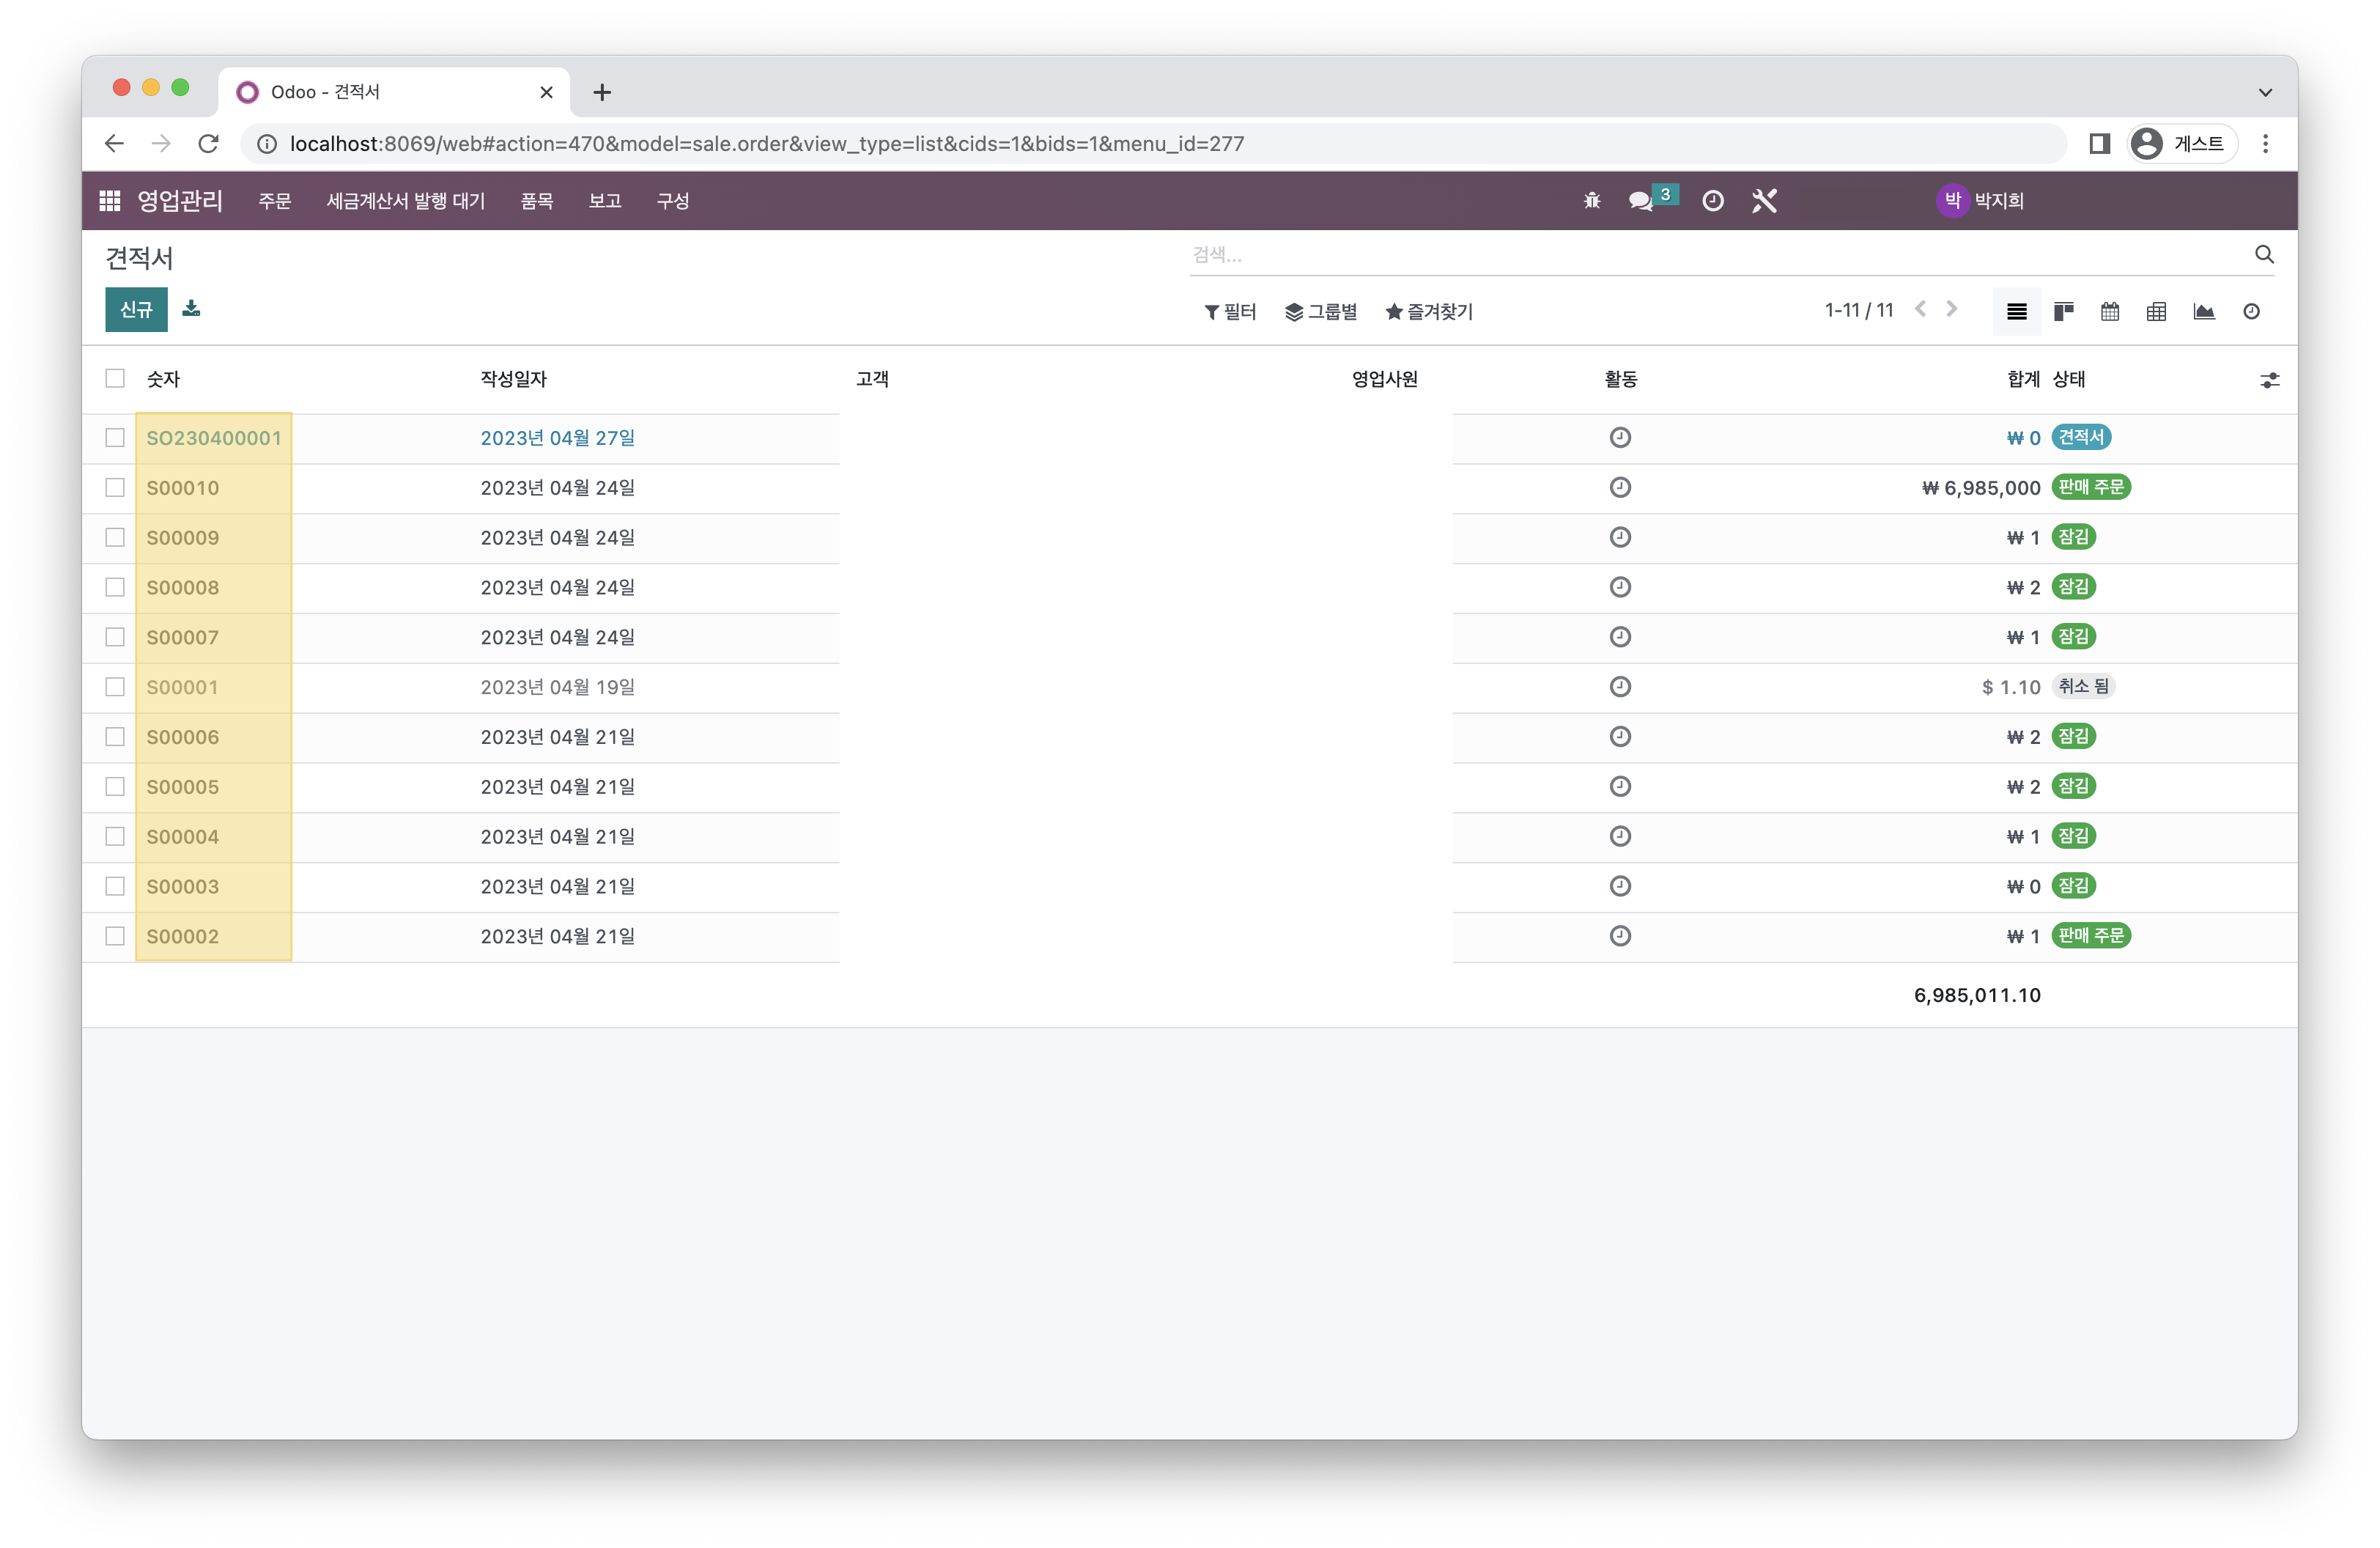 Odoo - 견적서
localhost:8069/web#action=470&model=sale.order&view_type=list&cids=1&bids=1&menu_id=277
게스트
영업관리 주문 세금계산서 발행 대기 품목 보고 구성 3 박 박지희
견적서 검색...
신규 필터 그룹별 즐겨찾기 1-11 / 11
숫자 작성일자 고객 영업사원 활동 합계 상태
SO230400001 2023년 04월 27일 ₩ 0 견적서
S00010 2023년 04월 24일 ₩ 6,985,000 판매 주문
S00009 2023년 04월 24일 ₩ 1 잠김
S00008 2023년 04월 24일 ₩ 2 잠김
S00007 2023년 04월 24일 ₩ 1 잠김
S00001 2023년 04월 19일 $ 1.10 취소 됨
S00006 2023년 04월 21일 ₩ 2 잠김
S00005 2023년 04월 21일 ₩ 2 잠김
S00004 2023년 04월 21일 ₩ 1 잠김
S00003 2023년 04월 21일 ₩ 0 잠김
S00002 2023년 04월 21일 ₩ 1 판매 주문
6,985,011.10